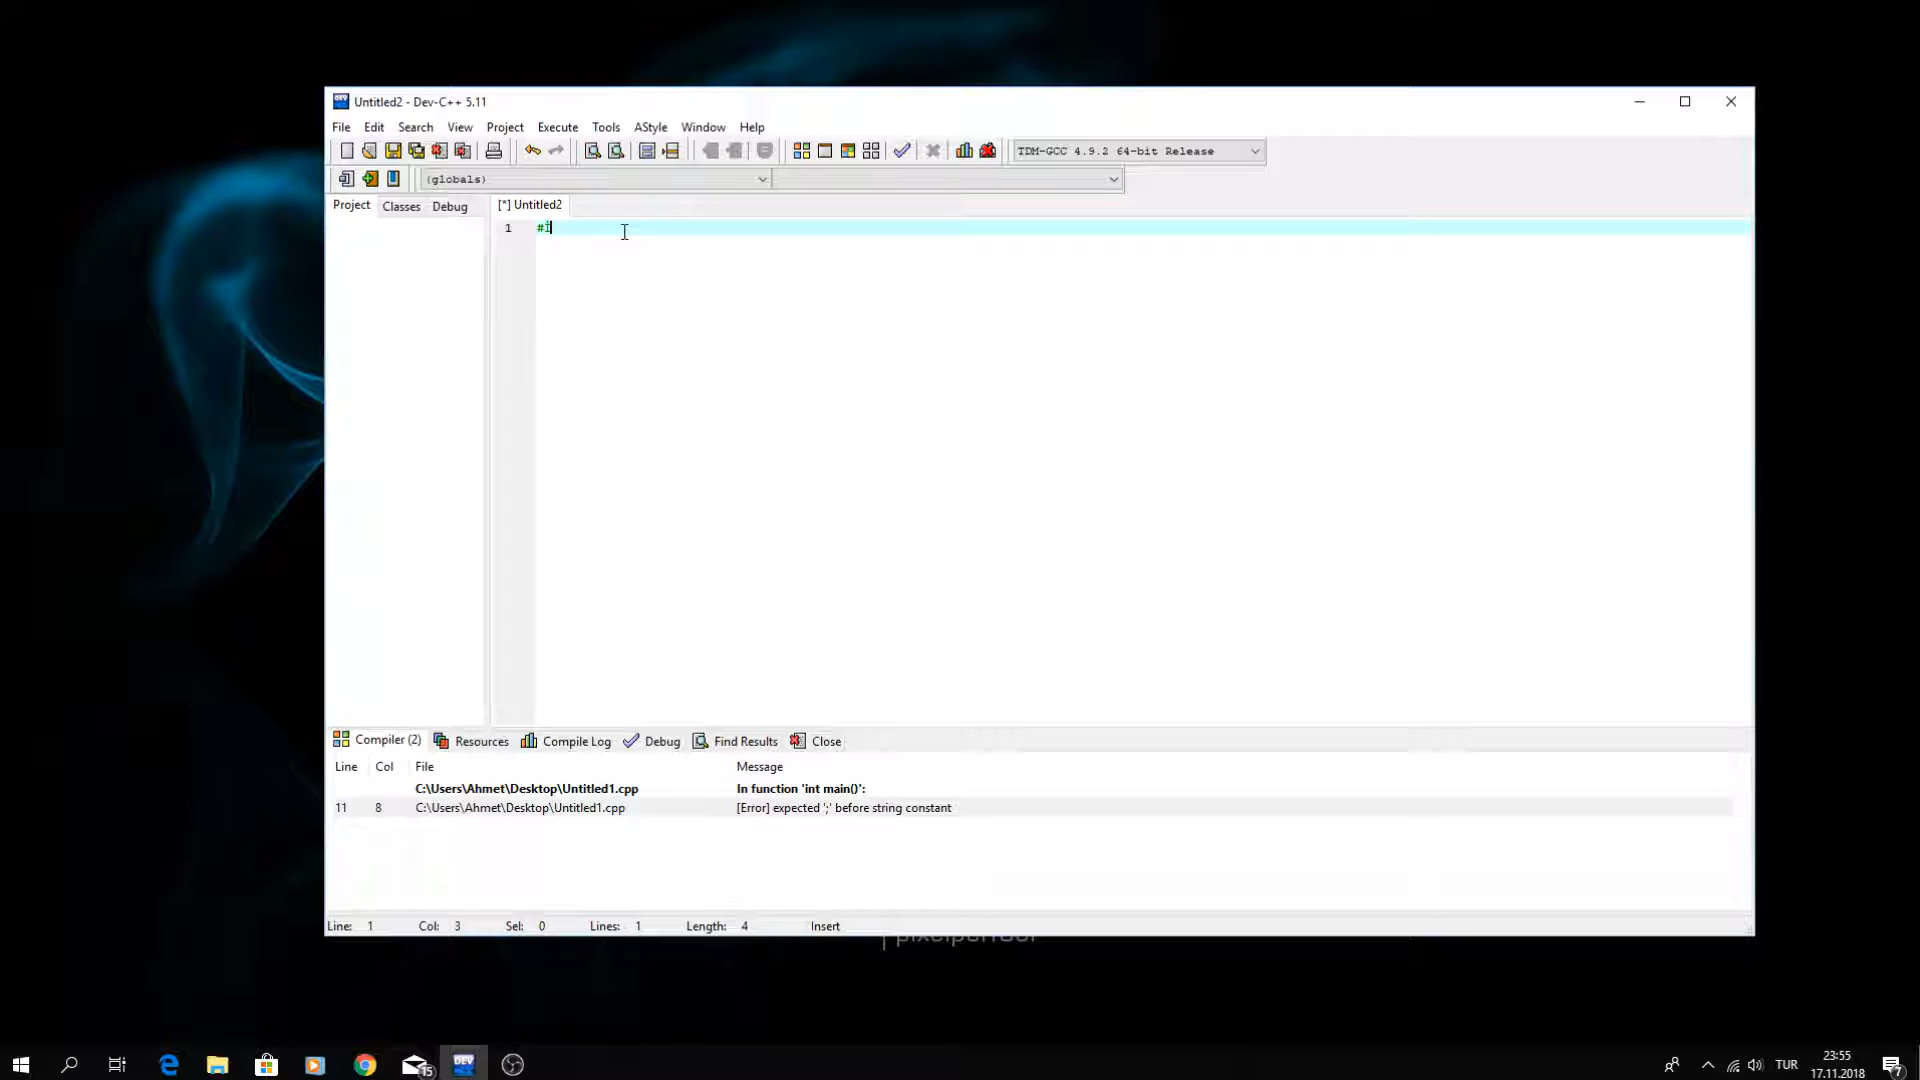 Untitled2 - Dev-C++ 5.11
File Edit Search View Project Execute Tools AStyle Window Help
TDM-GCC 4.9.2 64-bit Release
(globals)
Project Classes Debug
[*] Untitled2
1 #İ
Compiler (2) Resources Compile Log Debug Find Results Close
Line Col File Message
C:\Users\Ahmet\Desktop\Untitled1.cpp In function 'int main()':
11 8 C:\Users\Ahmet\Desktop\Untitled1.cpp [Error] expected ';' before string constant
Line: 1 Col: 3 Sel: 0 Lines: 1 Length: 4 Insert
DEV
15
TUR
23:55
17.11.2018
7